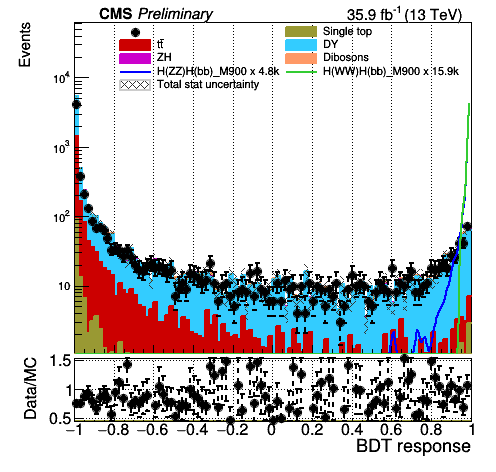 CMS Preliminary 35.9 fb⁻¹ (13 TeV)
Events
Single top
tt̄ DY
ZH Dibosons
H(ZZ)H(bb)_M900 x 4.8k H(WW)H(bb)_M900 x 15.9k
Total stat uncertainty
10⁴
10³
10²
10
Data/MC
1.5
1
0.5
−1 −0.8 −0.6 −0.4 −0.2 0 0.2 0.4 0.6 0.8 1
BDT response